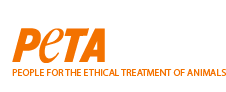 PeTA
PEOPLE FOR THE ETHICAL TREATMENT OF ANIMALS